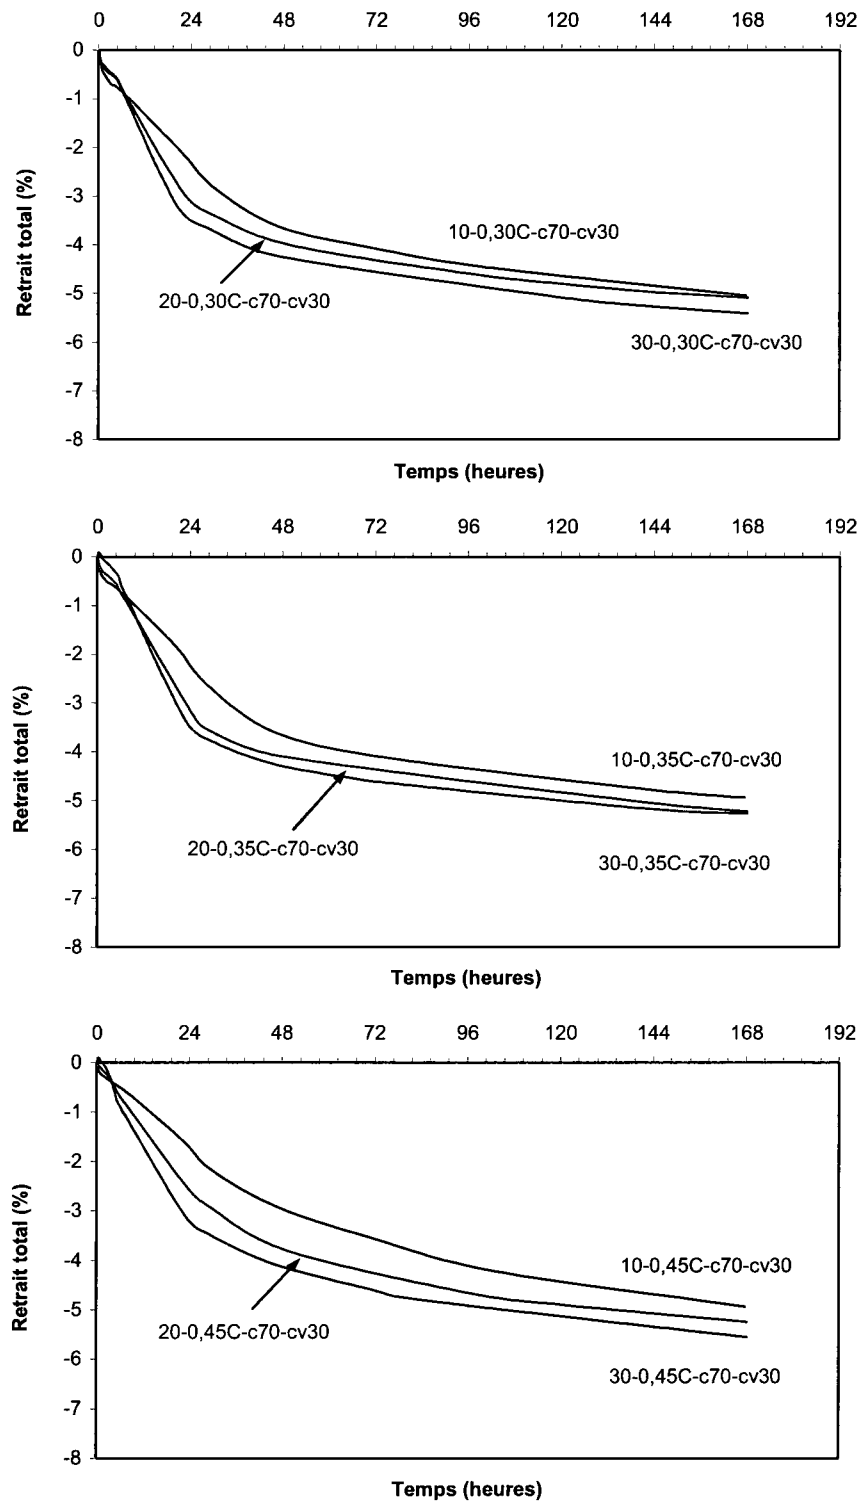 0 24 48 72 96 120 144 168 192
0
-1
-2
-3
-4
-5
-6
-7
-8
Retrait total (%)
10-0,30C-c70-cv30
20-0,30C-c70-cv30
30-0,30C-c70-cv30
Temps (heures)
0 24 48 72 96 120 144 168 192
0
-1
-2
-3
-4
-5
-6
-7
-8
Retrait total (%)
10-0,35C-c70-cv30
20-0,35C-c70-cv30
30-0,35C-c70-cv30
Temps (heures)
0 24 48 72 96 120 144 168 192
0
-1
-2
-3
-4
-5
-6
-7
-8
Retrait total (%)
10-0,45C-c70-cv30
20-0,45C-c70-cv30
30-0,45C-c70-cv30
Temps (heures)